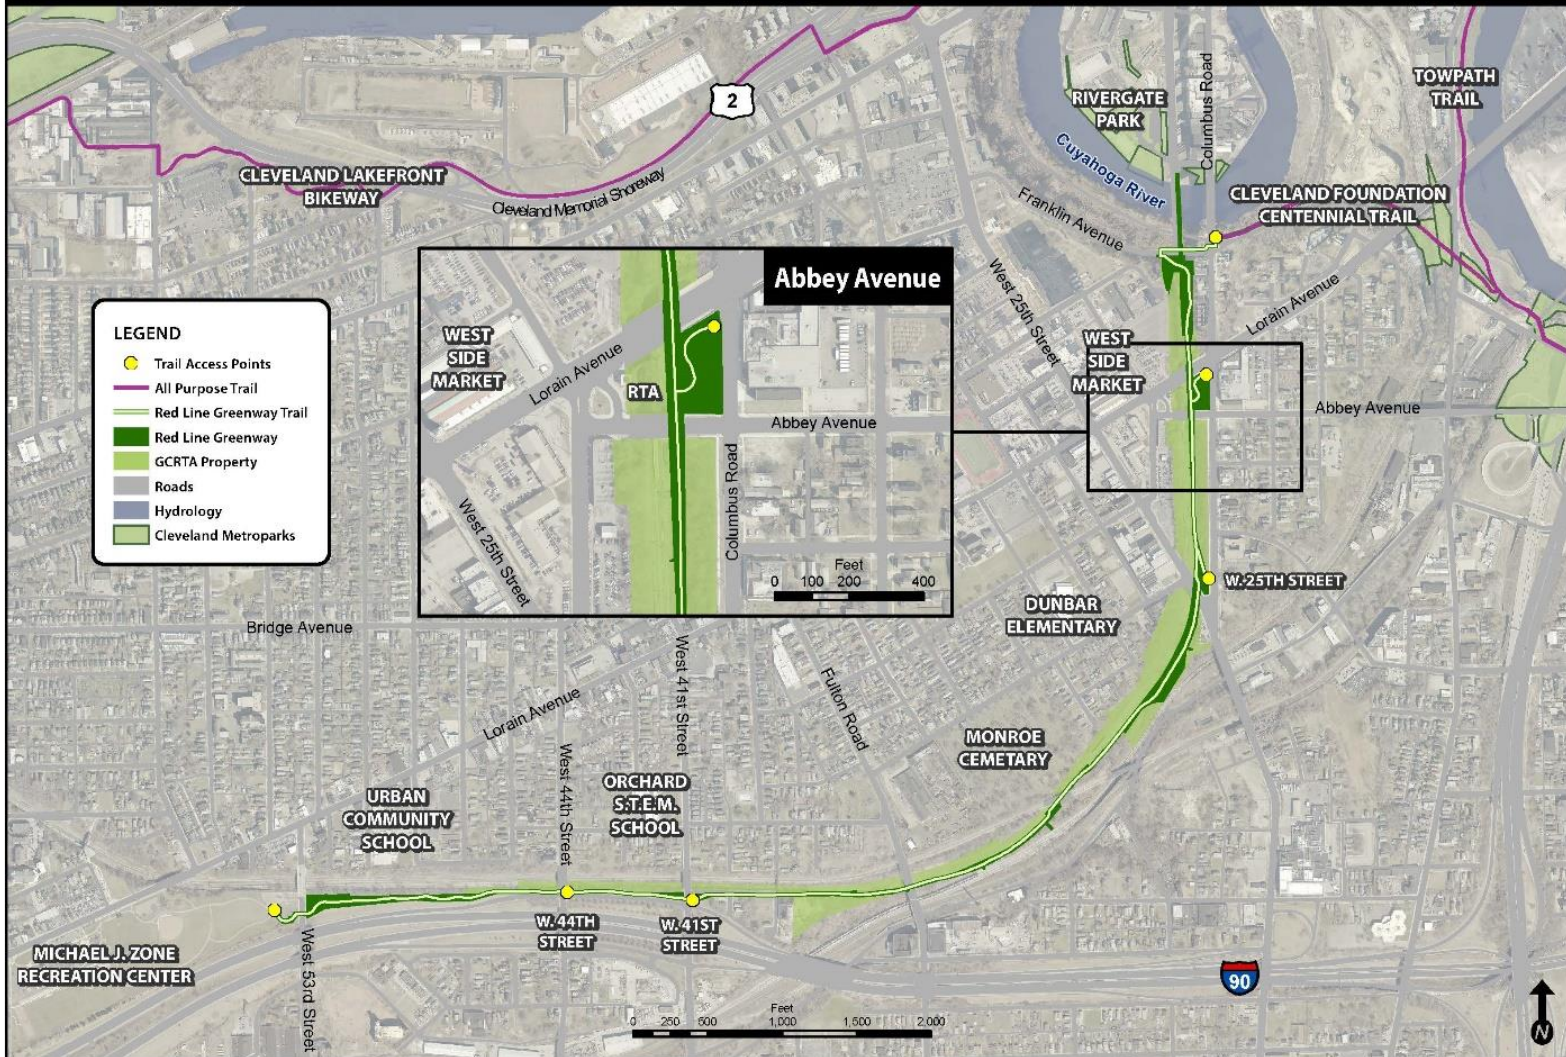 2
TOWPATH
TRAIL
RIVERGATE
PARK
Columbus Road
Cuyahoga River
CLEVELAND LAKEFRONT
BIKEWAY
Cleveland Memorial Shoreway
Franklin Avenue
CLEVELAND FOUNDATION
CENTENNIAL TRAIL
West 25th Street
Lorain Avenue
Abbey Avenue
WEST
SIDE
MARKET
Lorain Avenue
RTA
Abbey Avenue
Columbus Road
West 25th Street
Feet
0 100 200 400
WEST
SIDE
MARKET
Abbey Avenue
LEGEND
Trail Access Points
All Purpose Trail
Red Line Greenway Trail
Red Line Greenway
GCRTA Property
Roads
Hydrology
Cleveland Metroparks
W. 25TH STREET
DUNBAR
ELEMENTARY
Bridge Avenue
West 41st Street
Lorain Avenue
Fulton Road
MONROE
CEMETARY
West 44th Street
ORCHARD
S.T.E.M.
SCHOOL
URBAN
COMMUNITY
SCHOOL
W. 44TH
STREET
W. 41ST
STREET
MICHAEL J. ZONE
RECREATION CENTER
West 53rd Street
90
Feet
0 250 500 1,000 1,500 2,000
N